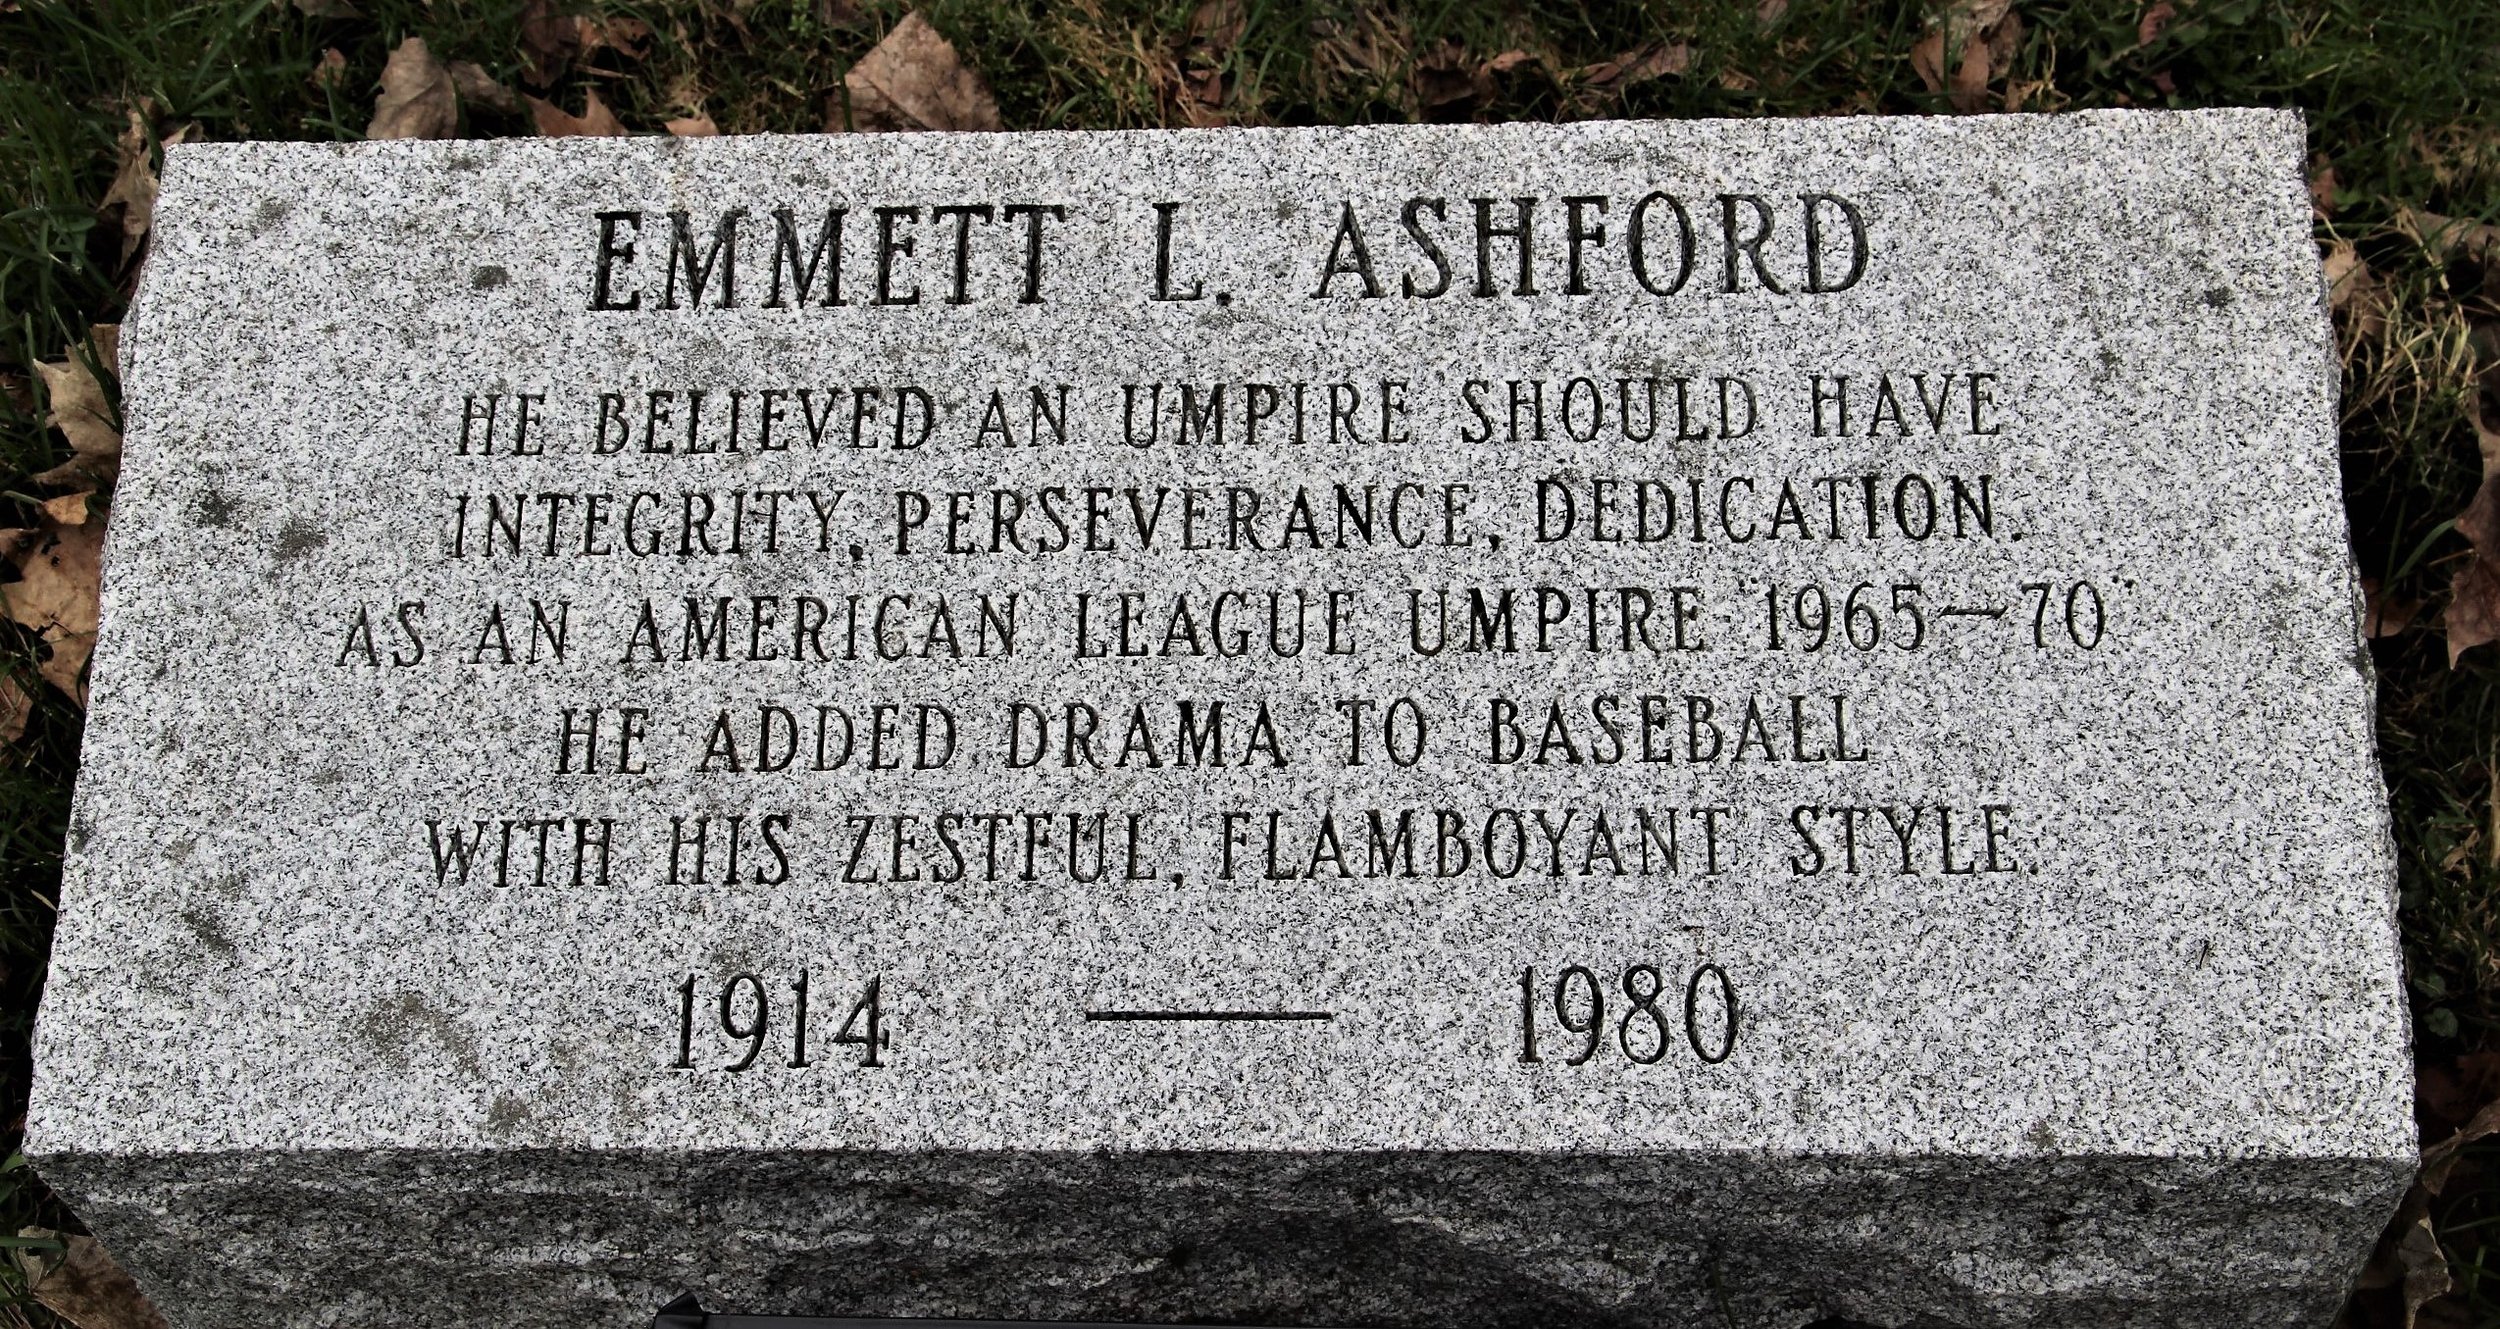 EMMETT L. ASHFORD
HE BELIEVED AN UMPIRE SHOULD HAVE
INTEGRITY, PERSEVERANCE, DEDICATION.
AS AN AMERICAN LEAGUE UMPIRE "1965-70"
HE ADDED DRAMA TO BASEBALL
WITH HIS ZESTFUL, FLAMBOYANT STYLE.
1914 — 1980